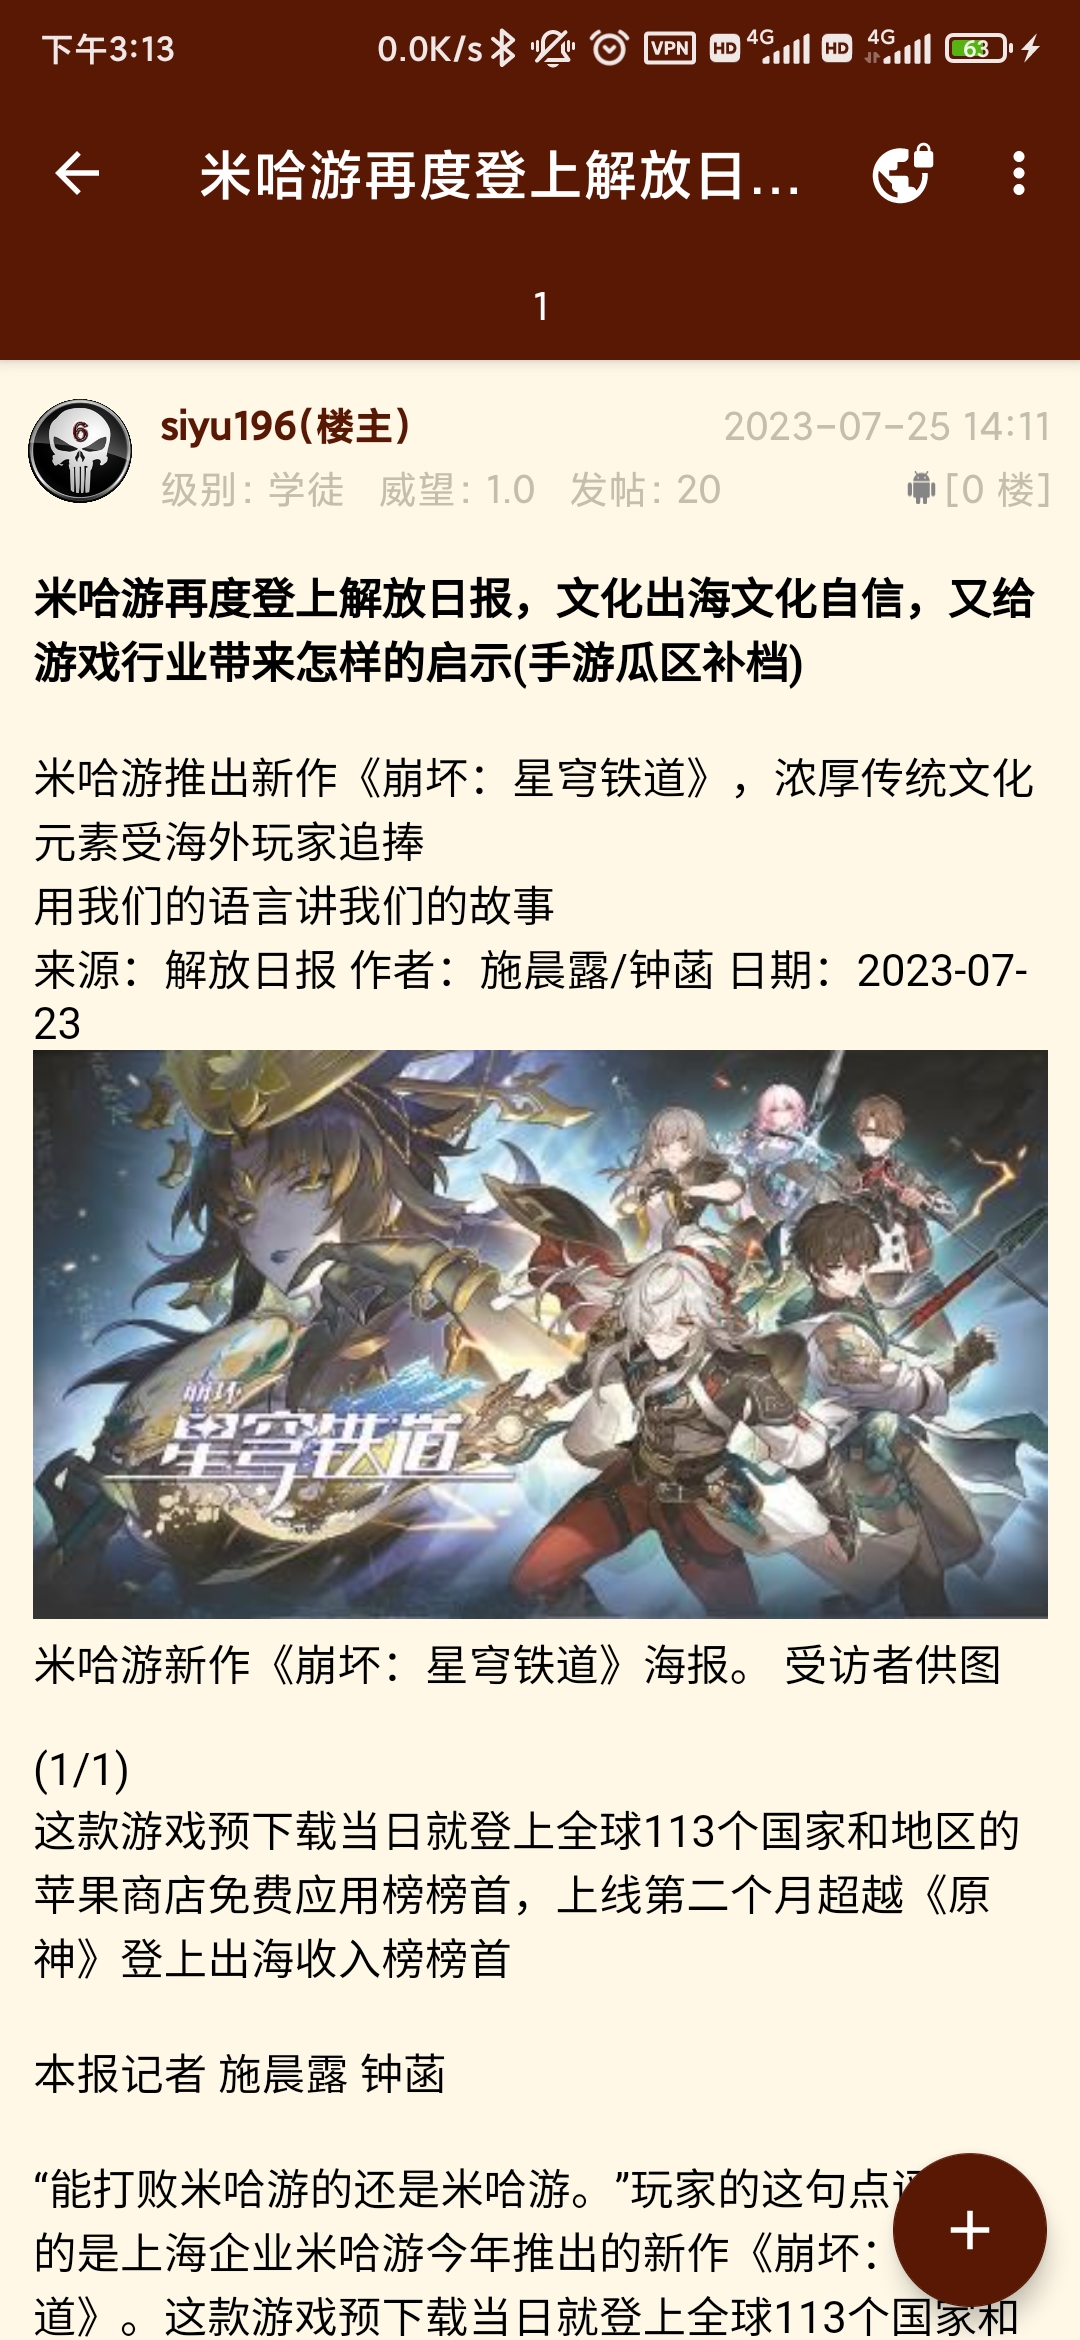 下午3:13
0.0K/s
VPN
HD
4G
HD
4G
63
米哈游再度登上解放日...
1
6
siyu196(楼主)
2023-07-25 14:11
级别: 学徒 威望: 1.0 发帖: 20
[0 楼]
米哈游再度登上解放日报，文化出海文化自信，又给
游戏行业带来怎样的启示(手游瓜区补档)
米哈游推出新作《崩坏：星穹铁道》，浓厚传统文化
元素受海外玩家追捧
用我们的语言讲我们的故事
来源：解放日报 作者：施晨露/钟菡 日期：2023-07-
23
崩坏
星穹铁道
米哈游新作《崩坏：星穹铁道》海报。 受访者供图
(1/1)
这款游戏预下载当日就登上全球113个国家和地区的
苹果商店免费应用榜榜首，上线第二个月超越《原
神》登上出海收入榜榜首
本报记者 施晨露 钟菡
“能打败米哈游的还是米哈游。”玩家的这句点
的是上海企业米哈游今年推出的新作《崩坏：
道》。这款游戏预下载当日就登上全球113个国家和